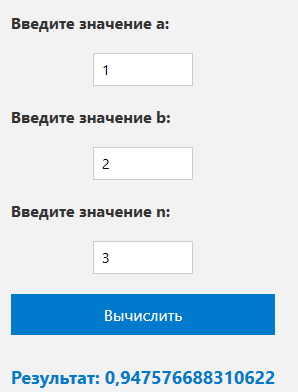 Введите значение a:
1
Введите значение b:
2
Введите значение n:
3
Вычислить
Результат: 0,947576688310622